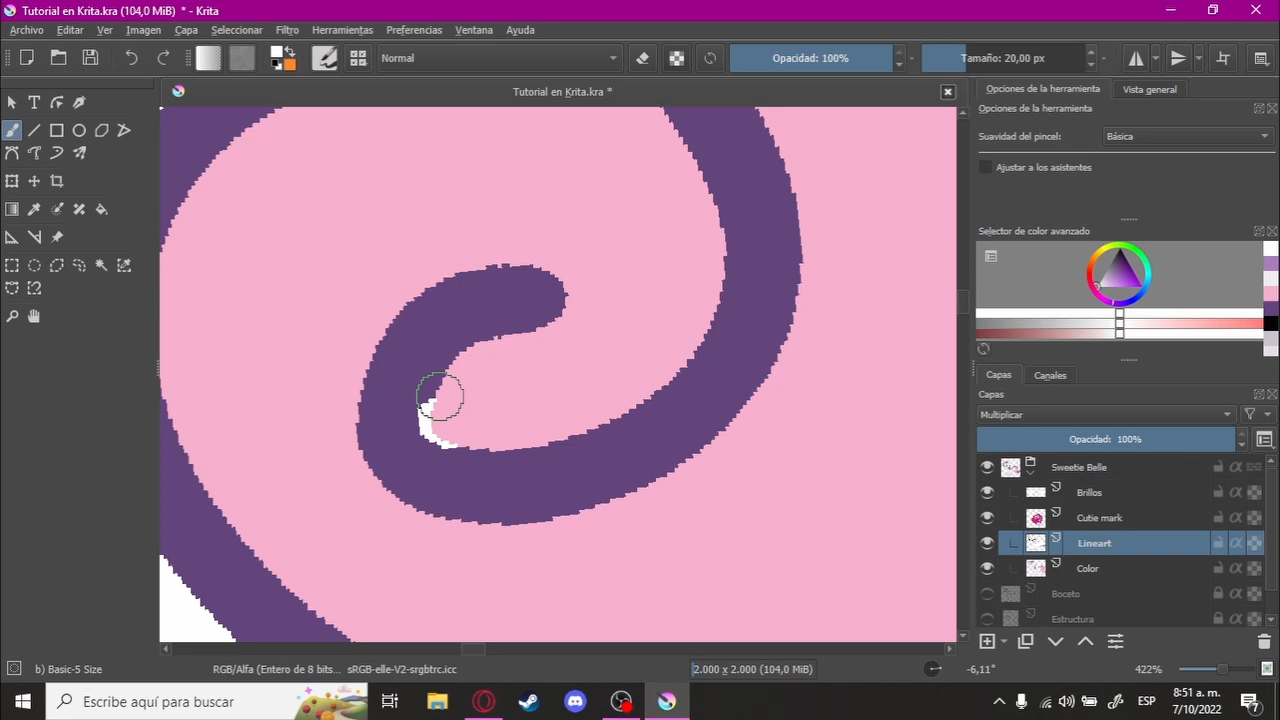 Tutorial en Krita.kra (104,0 MiB) * - Krita
Archivo Editar Ver Imagen Capa Seleccionar Filtro Herramientas Preferencias Ventana Ayuda
Normal Opacidad: 100% Tamaño: 20,00 px
Tutorial en Krita.kra *
Opciones de la herramienta Vista general
Opciones de la herramienta
Suavidad del pincel: Básica
Ajustar a los asistentes
Selector de color avanzado
Capas Canales
Capas
Multiplicar
Opacidad: 100%
Sweetie Belle
Brillos
Cutie mark
Lineart
Color
Boceto
Estructura
b) Basic-5 Size RGB/Alfa (Entero de 8 bits... sRGB-elle-V2-srgbtrc.icc 2.000 x 2.000 (104,0 MiB) -6,11° 422%
Escribe aquí para buscar ESP 8:51 a. m.
7/10/2022 7